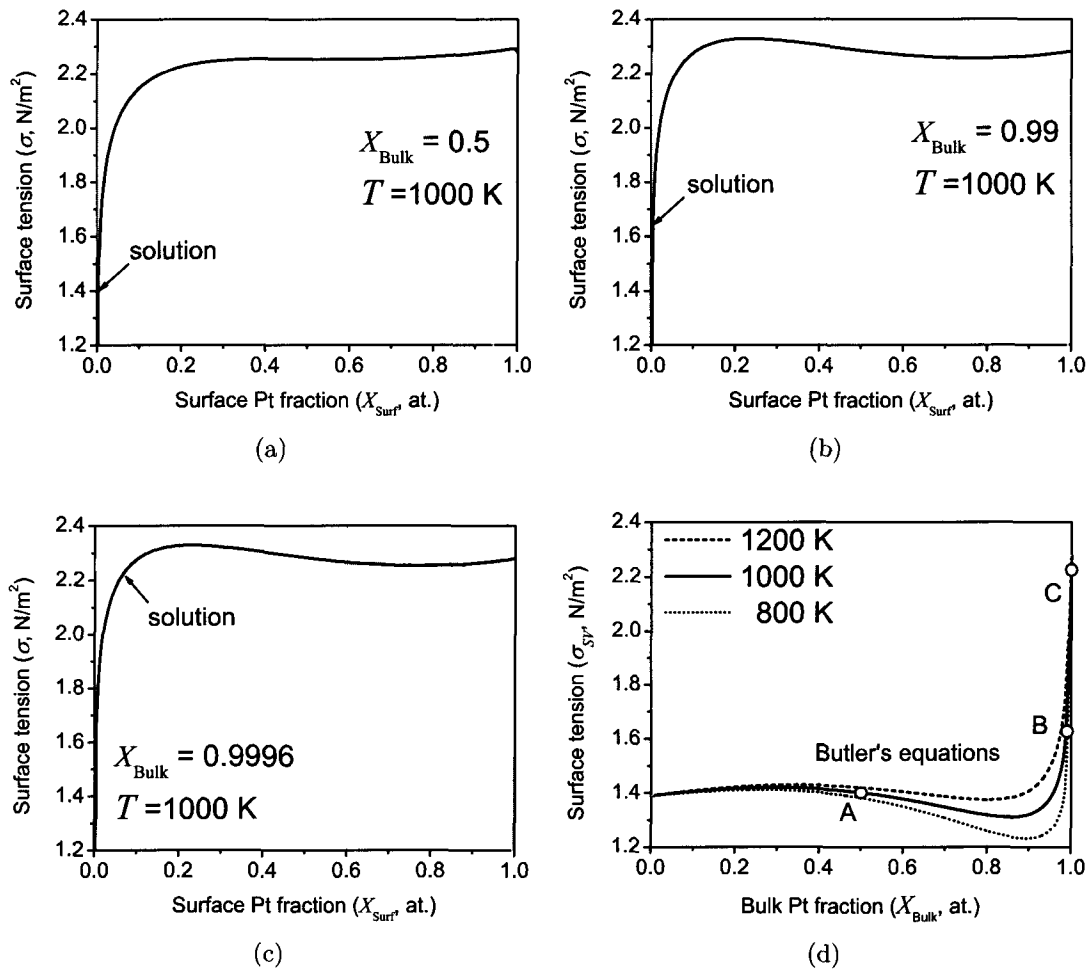 2.4
2.2
2.0
1.8
1.6
1.4
1.2
Surface tension (σ, N/m²)
X_Bulk = 0.5
T =1000 K
solution
0.0 0.2 0.4 0.6 0.8 1.0
Surface Pt fraction (X_Surf, at.)
(a)
2.4
2.2
2.0
1.8
1.6
1.4
1.2
Surface tension (σ, N/m²)
X_Bulk = 0.99
T =1000 K
solution
0.0 0.2 0.4 0.6 0.8 1.0
Surface Pt fraction (X_Surf, at.)
(b)
2.4
2.2
2.0
1.8
1.6
1.4
1.2
Surface tension (σ, N/m²)
solution
X_Bulk = 0.9996
T =1000 K
0.0 0.2 0.4 0.6 0.8 1.0
Surface Pt fraction (X_Surf, at.)
(c)
2.4
2.2
2.0
1.8
1.6
1.4
1.2
Surface tension (σ_SV, N/m²)
1200 K
1000 K
800 K
C
B
Butler's equations
A
0.0 0.2 0.4 0.6 0.8 1.0
Bulk Pt fraction (X_Bulk, at.)
(d)